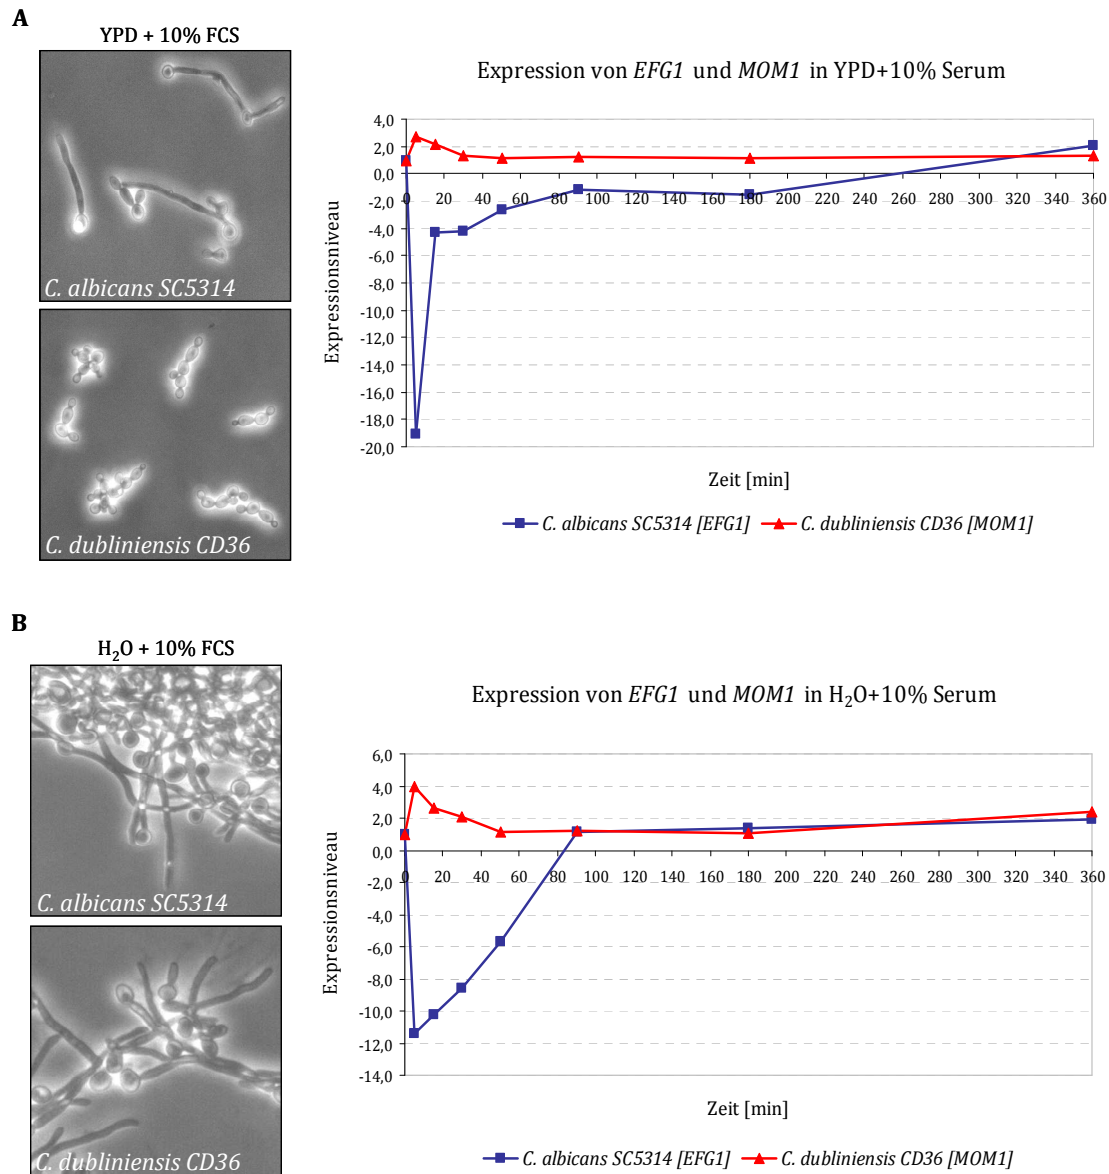 A
YPD + 10% FCS
C. albicans SC5314
C. dubliniensis CD36
Expression von EFG1 und MOM1 in YPD+10% Serum
Expressionsniveau
4,0
2,0
0,0
-2,0
-4,0
-6,0
-8,0
-10,0
-12,0
-14,0
-16,0
-18,0
-20,0
0 20 40 60 80 100 120 140 160 180 200 220 240 260 280 300 320 340 360
Zeit [min]
C. albicans SC5314 [EFG1] C. dubliniensis CD36 [MOM1]
B
H₂O + 10% FCS
C. albicans SC5314
C. dubliniensis CD36
Expression von EFG1 und MOM1 in H₂O+10% Serum
Expressionsniveau
6,0
4,0
2,0
0,0
-2,0
-4,0
-6,0
-8,0
-10,0
-12,0
-14,0
0 20 40 60 80 100 120 140 160 180 200 220 240 260 280 300 320 340 360
Zeit [min]
C. albicans SC5314 [EFG1] C. dubliniensis CD36 [MOM1]